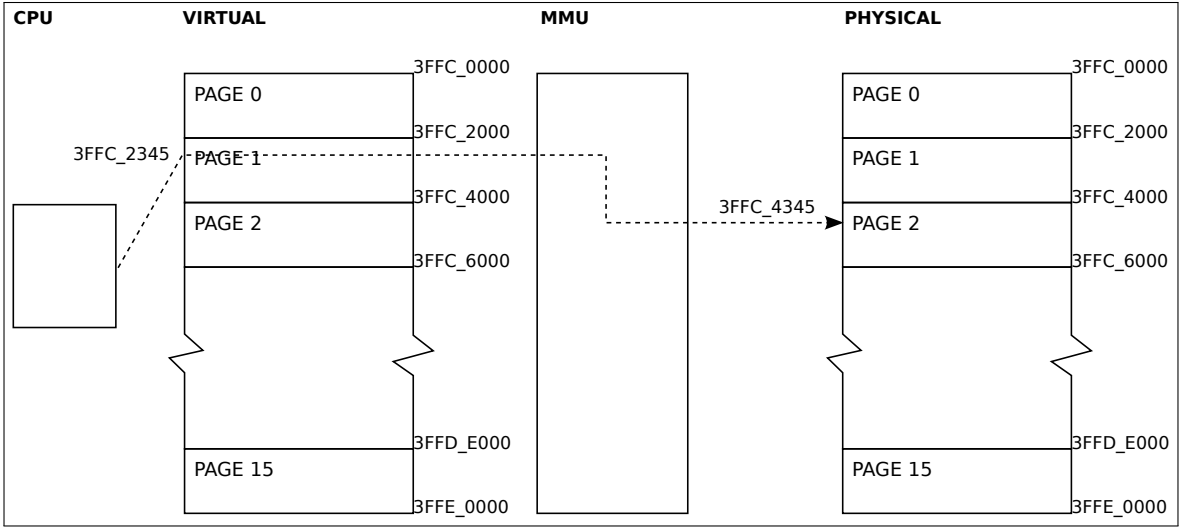 CPU VIRTUAL MMU PHYSICAL
3FFC_0000 3FFC_0000
PAGE 0 PAGE 0
3FFC_2000 3FFC_2000
3FFC_2345 PAGE 1 PAGE 1
3FFC_4000 3FFC_4000
3FFC_4345
PAGE 2 PAGE 2
3FFC_6000 3FFC_6000
3FFD_E000 3FFD_E000
PAGE 15 PAGE 15
3FFE_0000 3FFE_0000